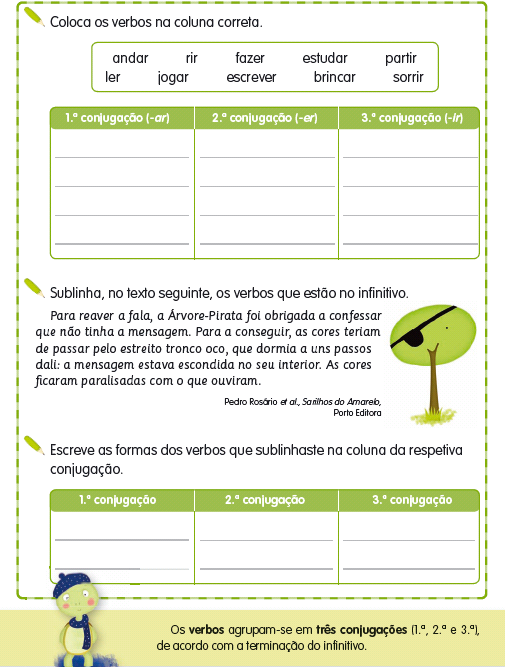 Coloca os verbos na coluna correta.
andar rir fazer estudar partir
ler jogar escrever brincar sorrir
1.ª conjugação (-ar) 2.ª conjugação (-er) 3.ª conjugação (-ir)
Sublinha, no texto seguinte, os verbos que estão no infinitivo.
Para reaver a fala, a Árvore-Pirata foi obrigada a confessar
que não tinha a mensagem. Para a conseguir, as cores teriam
de passar pelo estreito tronco oco, que dormia a uns passos
dali: a mensagem estava escondida no seu interior. As cores
ficaram paralisadas com o que ouviram.
Pedro Rosário et al., Sarilhos do Amarelo,
Porto Editora
Escreve as formas dos verbos que sublinhaste na coluna da respetiva
conjugação.
1.ª conjugação 2.ª conjugação 3.ª conjugação
Os verbos agrupam-se em três conjugações (1.ª, 2.ª e 3.ª),
de acordo com a terminação do infinitivo.